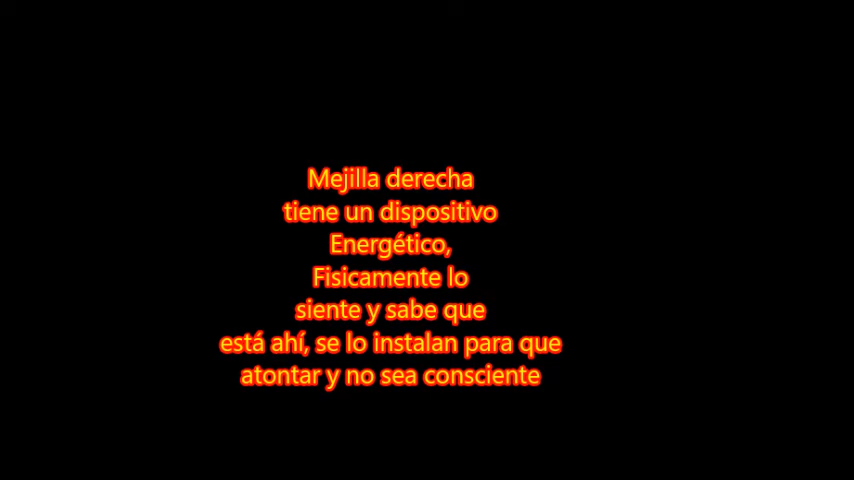 Mejilla derecha
tiene un dispositivo
Energético,
Fisicamente lo
siente y sabe que
está ahí, se lo instalan para que
atontar y no sea consciente